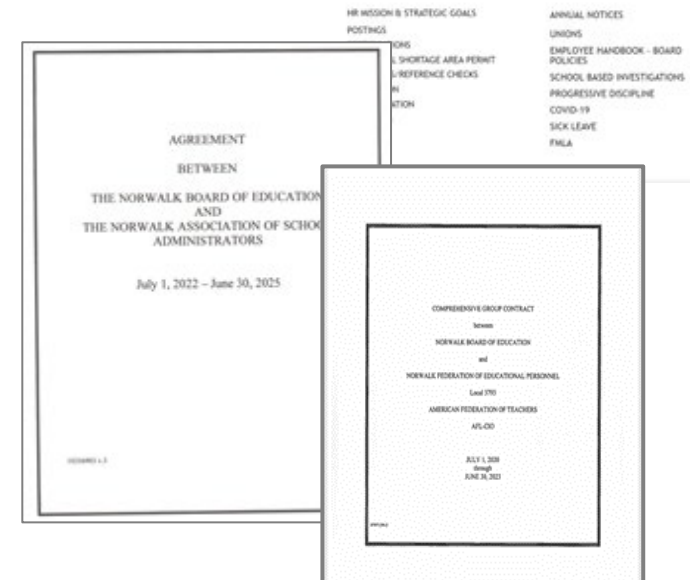 HR MISSION & STRATEGIC GOALS
POSTINGS
IONS
L SHORTAGE AREA PERMIT
L/REFERENCE CHECKS
N
ATION
ANNUAL NOTICES
UNIONS
EMPLOYEE HANDBOOK - BOARD
POLICIES
SCHOOL BASED INVESTIGATIONS
PROGRESSIVE DISCIPLINE
COVID-19
SICK LEAVE
FMLA
AGREEMENT
BETWEEN
THE NORWALK BOARD OF EDUCATION
AND
THE NORWALK ASSOCIATION OF SCHOO
ADMINISTRATORS
July 1, 2022 – June 30, 2025
COMPREHENSIVE GROUP CONTRACT
between
NORWALK BOARD OF EDUCATION
and
NORWALK FEDERATION OF EDUCATIONAL PERSONNEL
Local 3793
AMERICAN FEDERATION OF TEACHERS
AFL-CIO
JULY 1, 2020
through
JUNE 30, 2023